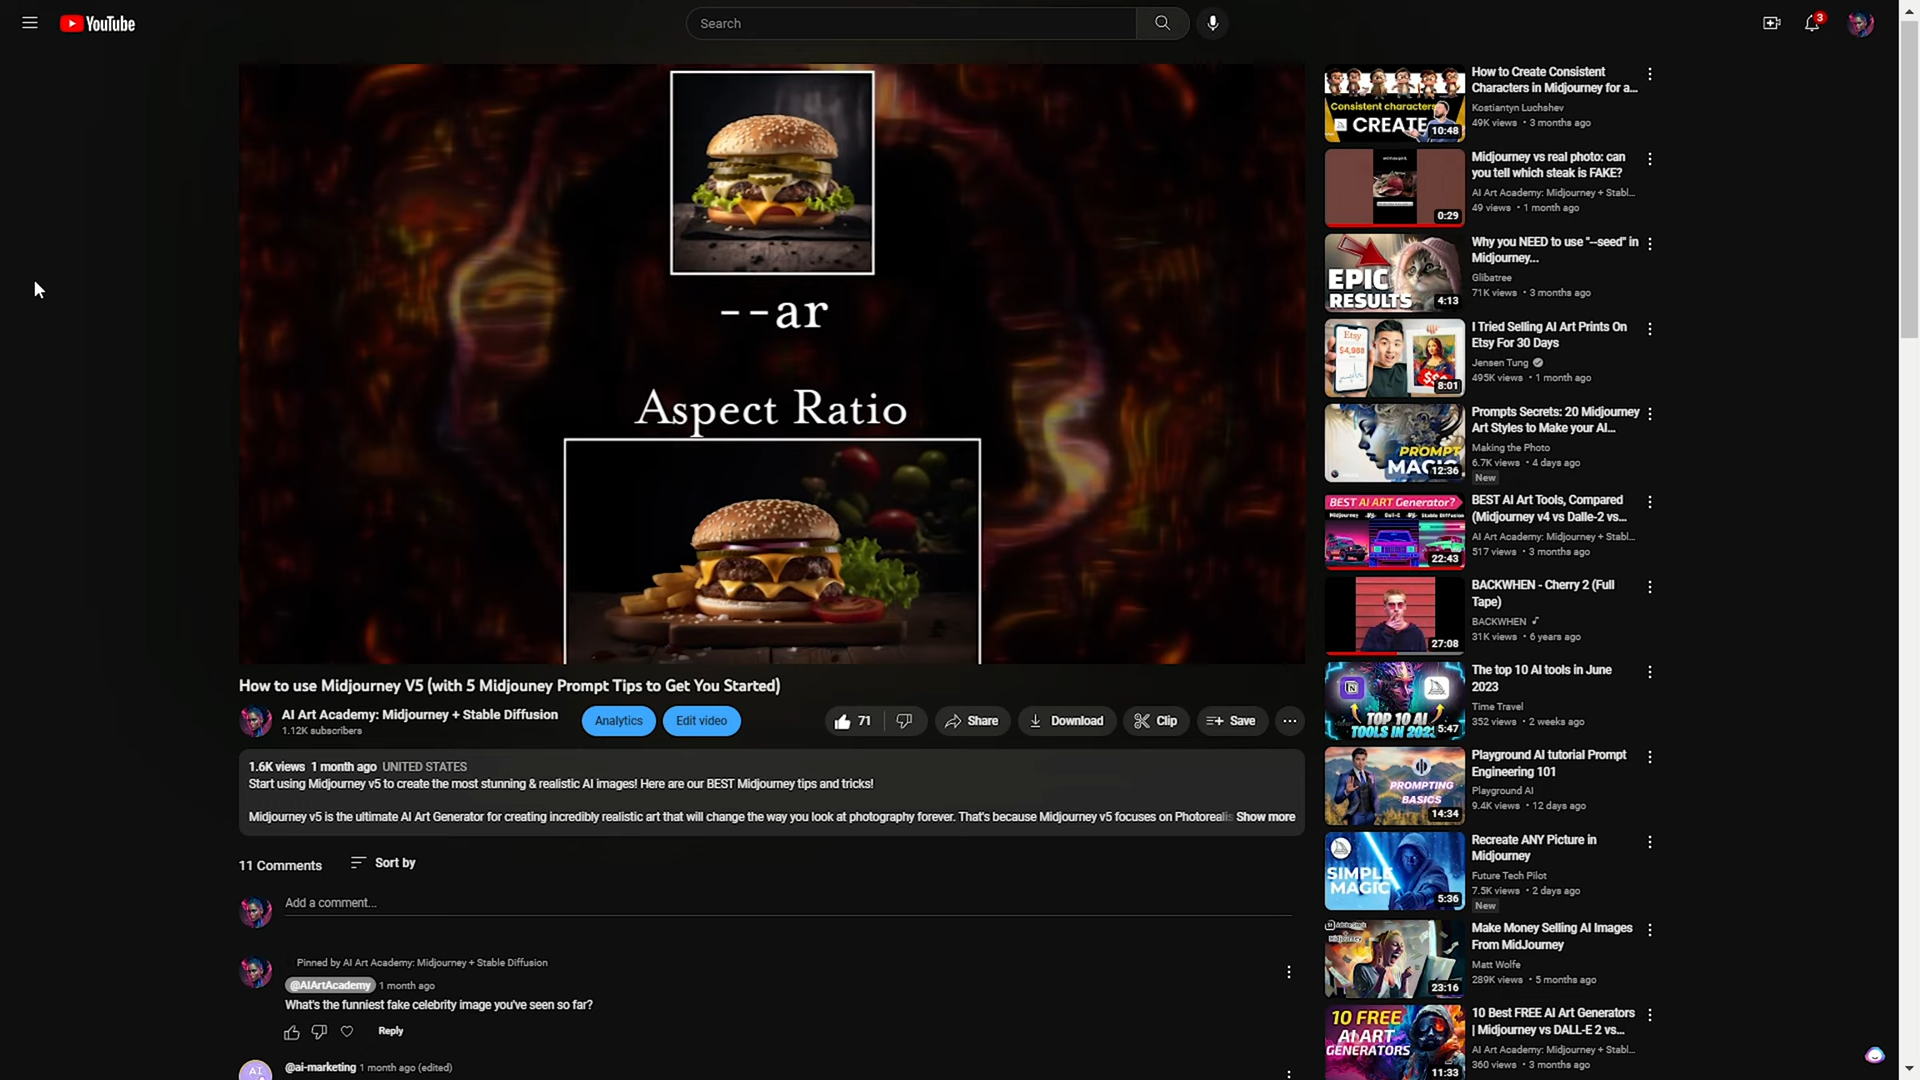 YouTube
Search
3
--ar
Aspect Ratio
How to use Midjourney V5 (with 5 Midjouney Prompt Tips to Get You Started)
AI Art Academy: Midjourney + Stable Diffusion
1.12K subscribers
Analytics
Edit video
71
Share
Download
Clip
Save
1.6K views 1 month ago UNITED STATES
Start using Midjourney v5 to create the most stunning & realistic AI images! Here are our BEST Midjourney tips and tricks!
Midjourney v5 is the ultimate AI Art Generator for creating incredibly realistic art that will change the way you look at photography forever. That's because Midjourney v5 focuses on Photorealis Show more
11 Comments
Sort by
Add a comment...
Pinned by AI Art Academy: Midjourney + Stable Diffusion
@AIArtAcademy 1 month ago
What's the funniest fake celebrity image you've seen so far?
Reply
AI
@ai-marketing 1 month ago (edited)
Consistent characters
CREATE
10:48
How to Create Consistent
Characters in Midjourney for a...
Kostiantyn Luchshev
49K views • 3 months ago
0:29
Midjourney vs real photo: can
you tell which steak is FAKE?
AI Art Academy: Midjourney + Stabl...
49 views • 1 month ago
EPIC
RESULTS
4:13
Why you NEED to use "--seed" in
Midjourney...
Glibatree
71K views • 3 months ago
Etsy
$4,988
$$
8:01
I Tried Selling AI Art Prints On
Etsy For 30 Days
Jensen Tung
495K views • 1 month ago
PROMPT
MAGIC
12:36
Prompts Secrets: 20 Midjourney
Art Styles to Make your AI...
Making the Photo
6.7K views • 4 days ago
New
BEST AI ART Generator?
Midjourney -VS- Dall-E -VS- Stable Diffusion
22:43
BEST AI Art Tools, Compared
(Midjourney v4 vs Dalle-2 vs...
AI Art Academy: Midjourney + Stabl...
517 views • 3 months ago
27:08
BACKWHEN - Cherry 2 (Full
Tape)
BACKWHEN
31K views • 6 years ago
TOP 10 AI
TOOLS IN 202
5:47
The top 10 AI tools in June
2023
Time Travel
352 views • 2 weeks ago
PROMPTING
BASICS
14:34
Playground AI tutorial Prompt
Engineering 101
Playground AI
9.4K views • 12 days ago
SIMPLE
MAGIC
5:36
Recreate ANY Picture in
Midjourney
Future Tech Pilot
7.5K views • 2 days ago
New
Midjourney
23:16
Make Money Selling AI Images
From MidJourney
Matt Wolfe
289K views • 5 months ago
10 FREE
AI ART
GENERATORS
11:33
10 Best FREE AI Art Generators
| Midjourney vs DALL-E 2 vs...
AI Art Academy: Midjourney + Stabl...
360 views • 3 months ago